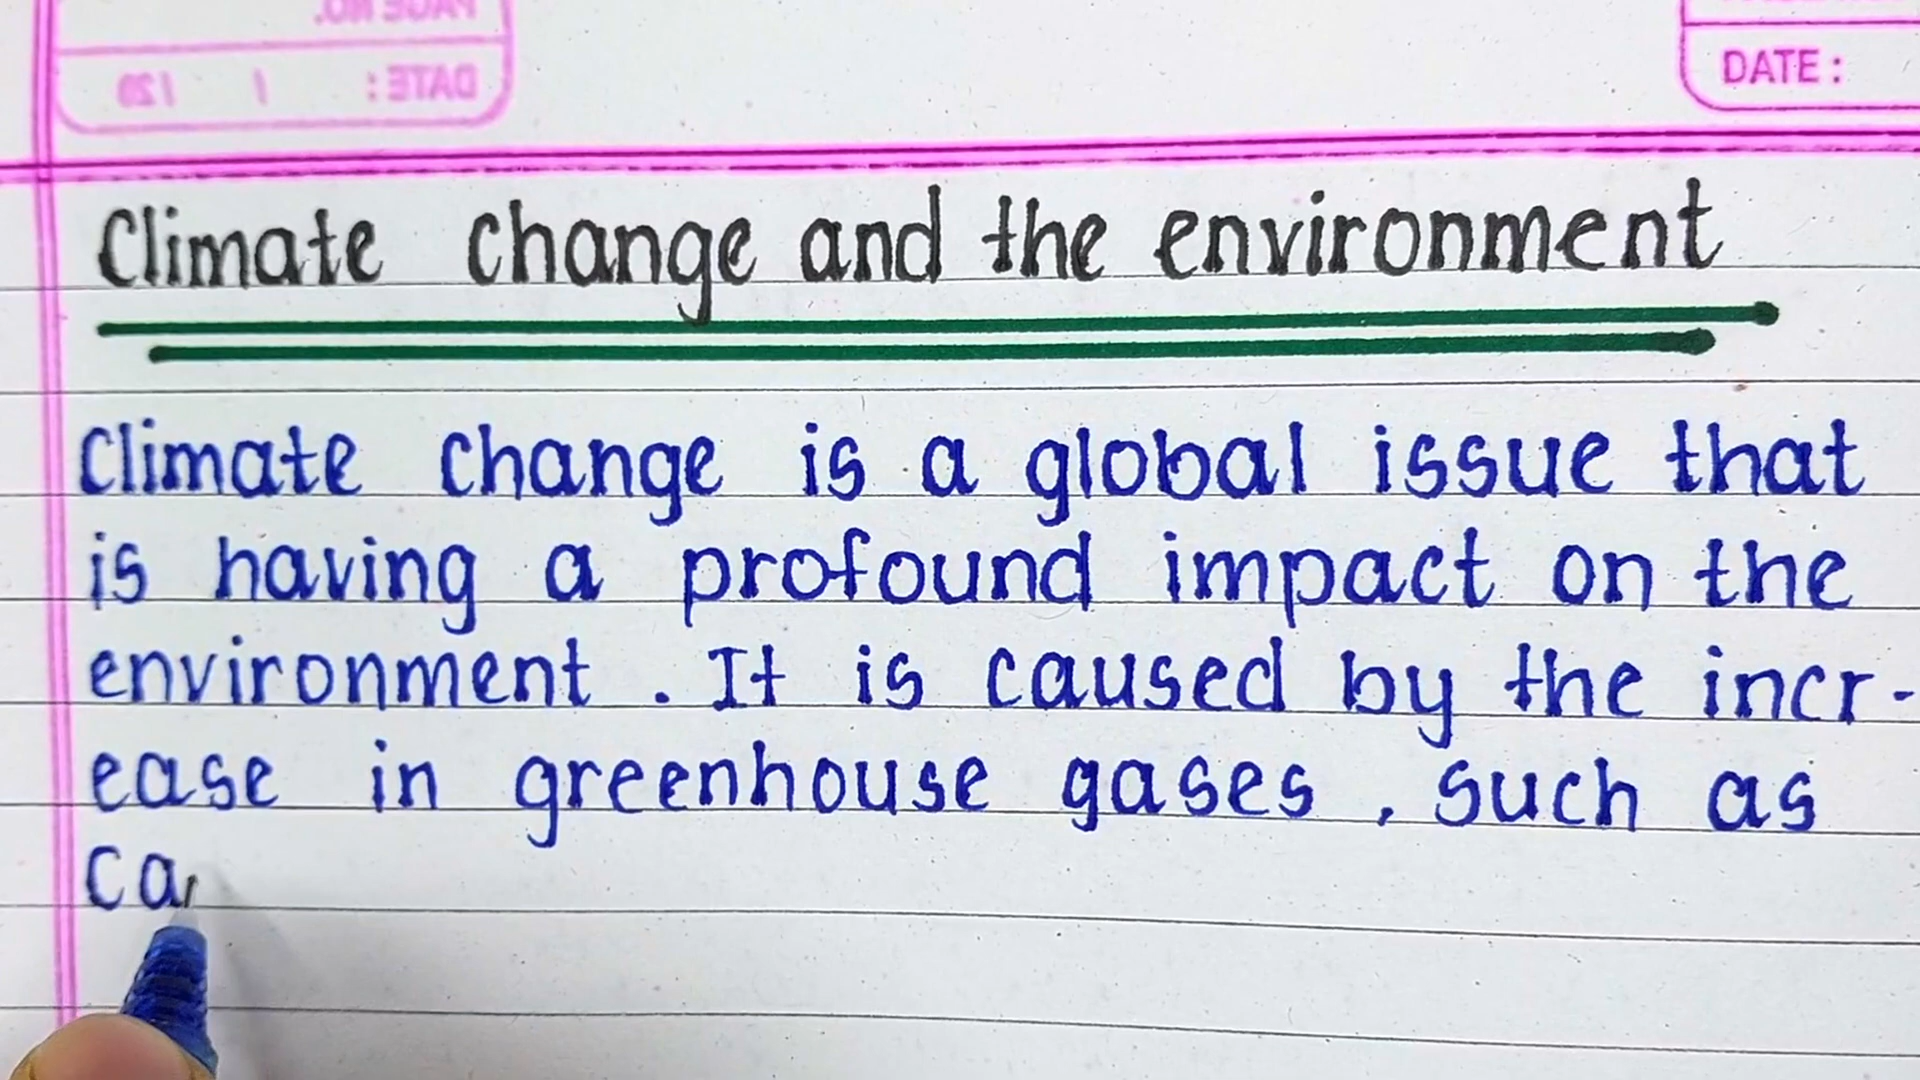 DATE :
Climate change and the environment
Climate change is a global issue that
is having a profound impact on the
environment . It is caused by the incr-
ease in greenhouse gases , such as
ca